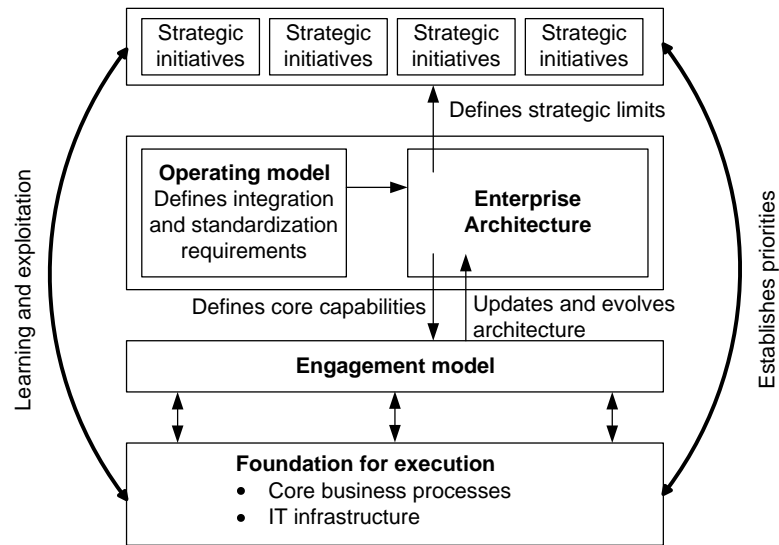 Strategic
initiatives
Strategic
initiatives
Strategic
initiatives
Strategic
initiatives
Defines strategic limits
Operating model
Defines integration
and standardization
requirements
Enterprise
Architecture
Learning and exploitation
Establishes priorities
Defines core capabilities
Updates and evolves
architecture
Engagement model
Foundation for execution
• Core business processes
• IT infrastructure